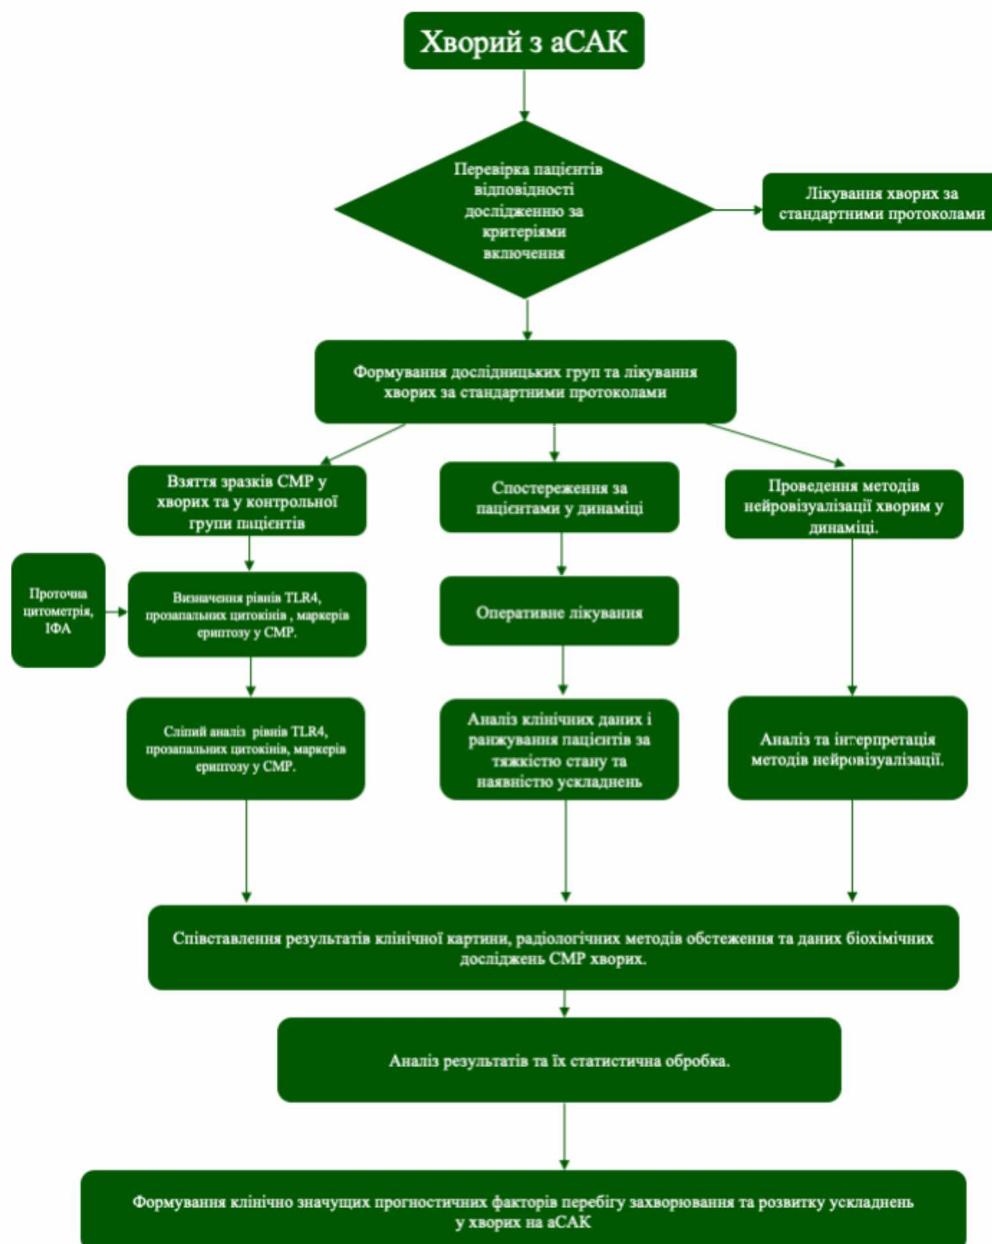 Хворий з аСАК
Перевірка пацієнтів
відповідності
дослідженню за
критеріями
включення
Лікування хворих за
стандартними протоколами
Формування дослідницьких груп та лікування
хворих за стандартними протоколами
Взяття зразків СМР у
хворих та у контрольної
групи пацієнтів
Спостереження за
пацієнтами у динаміці
Проведення методів
нейровізуалізації хворим у
динаміці.
Проточна
цитометрія,
ІФА
Визначення рівнів TLR4,
прозапальних цитокінів , маркерів
ериптозу у СМР.
Оперативне лікування
Сліпий аналіз рівнів TLR4,
прозапальних цитокінів, маркерів
ериптозу у СМР.
Аналіз клінічних даних і
ранжування пацієнтів за
тяжкістю стану та
наявністю ускладнень
Аналіз та інтерпретація
методів нейровізуалізації.
Співставлення результатів клінічної картини, радіологічних методів обстеження та даних біохімічних
досліджень СМР хворих.
Аналіз результатів та їх статистична обробка.
Формування клінічно значущих прогностичних факторів перебігу захворювання та розвитку ускладнень
у хворих на аСАК